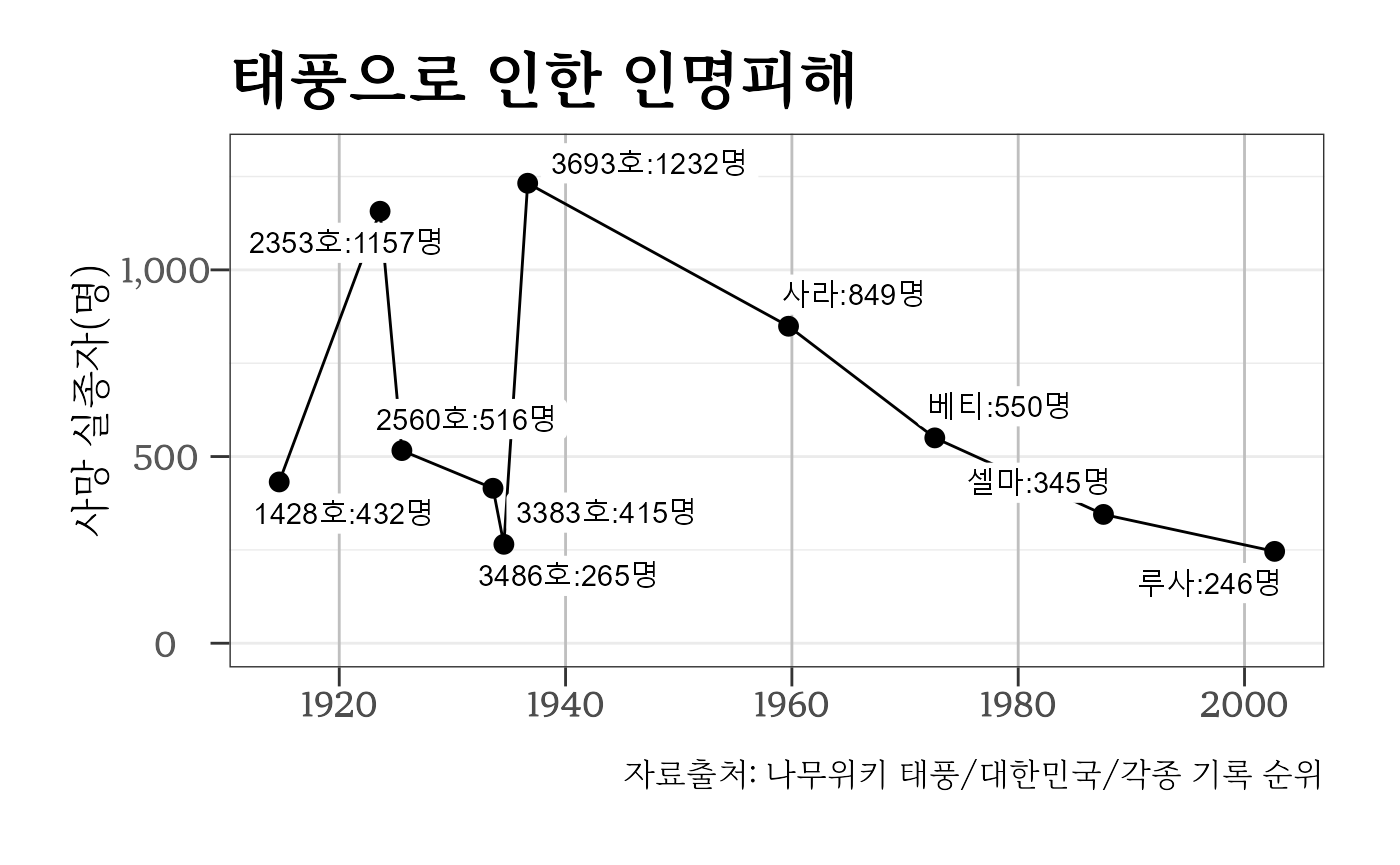 태풍으로 인한 인명피해
사망 실종자(명)
1,000
500
0
3693호:1232명
2353호:1157명
사라:849명
베티:550명
2560호:516명
셀마:345명
1428호:432명
3383호:415명
3486호:265명
루사:246명
1920
1940
1960
1980
2000
자료출처: 나무위키 태풍/대한민국/각종 기록 순위